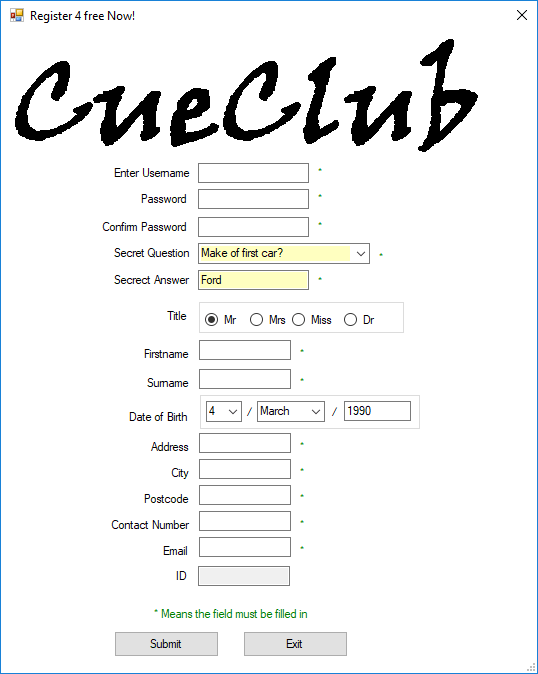 Register 4 free Now!
CueClub
Enter Username *
Password *
Confirm Password *
Secret Question Make of first car? *
Secrect Answer Ford *
Title Mr Mrs Miss Dr
Firstname *
Surname *
Date of Birth 4 / March / 1990
Address *
City *
Postcode *
Contact Number *
Email *
ID
* Means the field must be filled in
Submit Exit